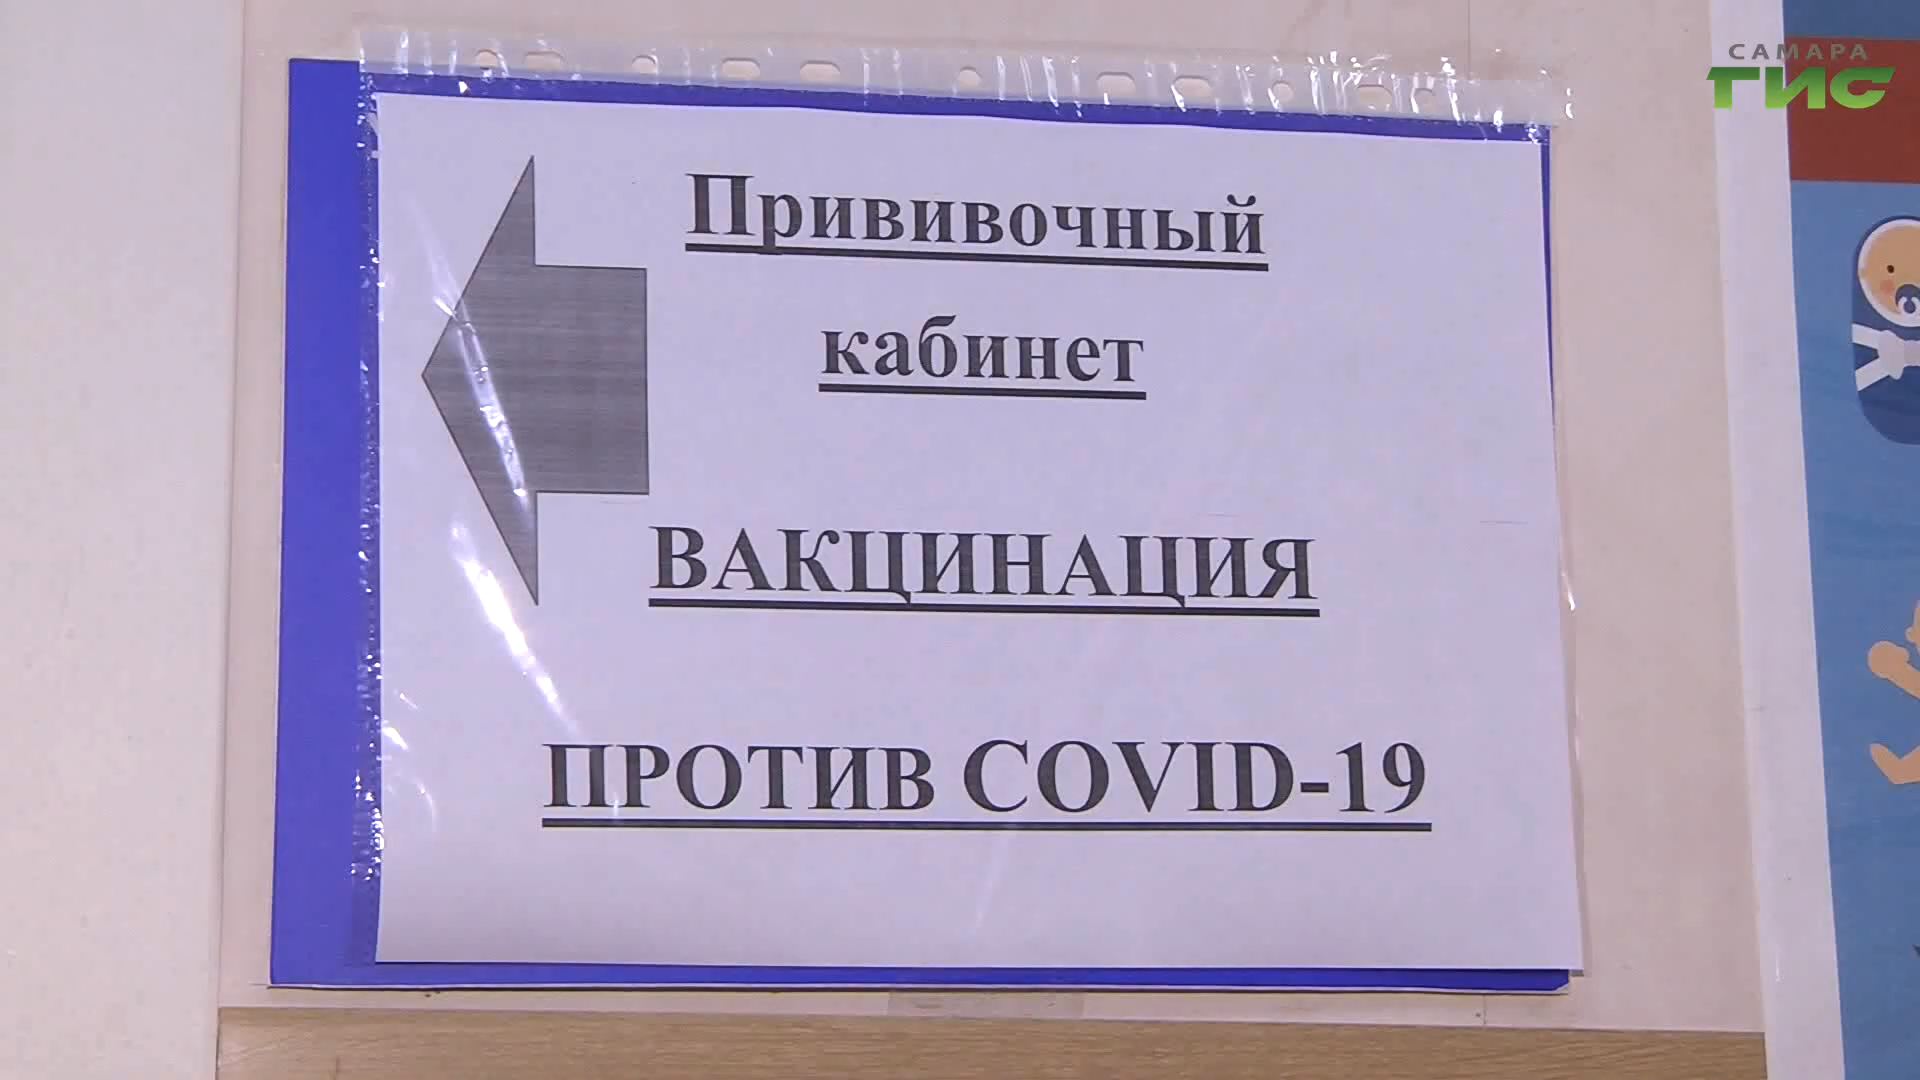 САМАРА
ГИС
Прививочный
кабинет
ВАКЦИНАЦИЯ
ПРОТИВ COVID-19